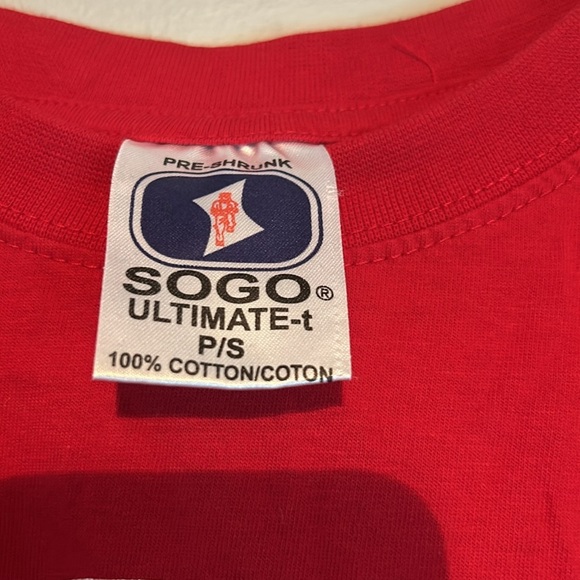 PRE-SHRUNK
SOGO®
ULTIMATE-t
P/S
100% COTTON/COTON